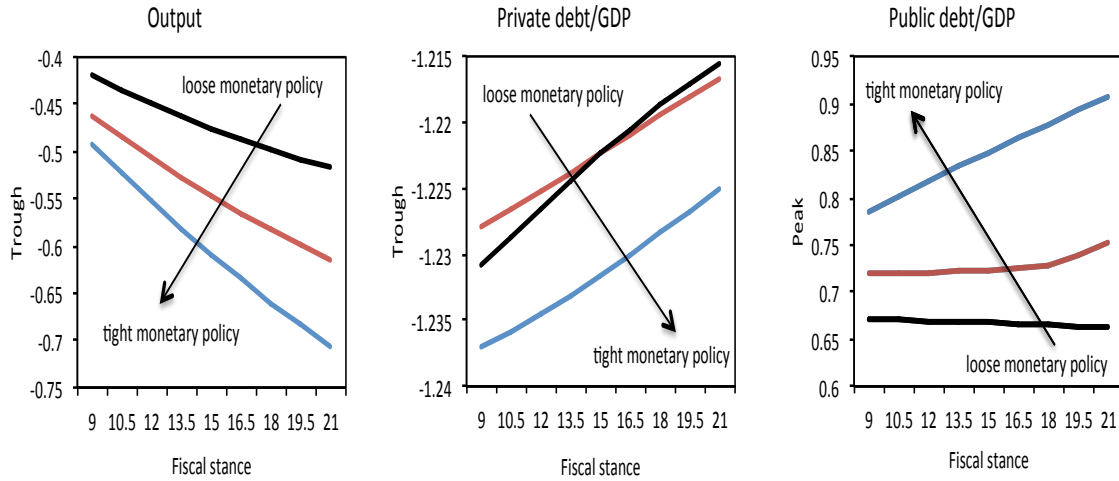 Output
-0.4
-0.45
-0.5
-0.55
-0.6
-0.65
-0.7
-0.75
Trough
loose monetary policy
tight monetary policy
9 10.5 12 13.5 15 16.5 18 19.5 21
Fiscal stance
Private debt/GDP
-1.215
-1.22
-1.225
-1.23
-1.235
-1.24
Trough
loose monetary policy
tight monetary policy
9 10.5 12 13.5 15 16.5 18 19.5 21
Fiscal stance
Public debt/GDP
0.95
0.9
0.85
0.8
0.75
0.7
0.65
0.6
Peak
tight monetary policy
loose monetary policy
9 10.5 12 13.5 15 16.5 18 19.5 21
Fiscal stance